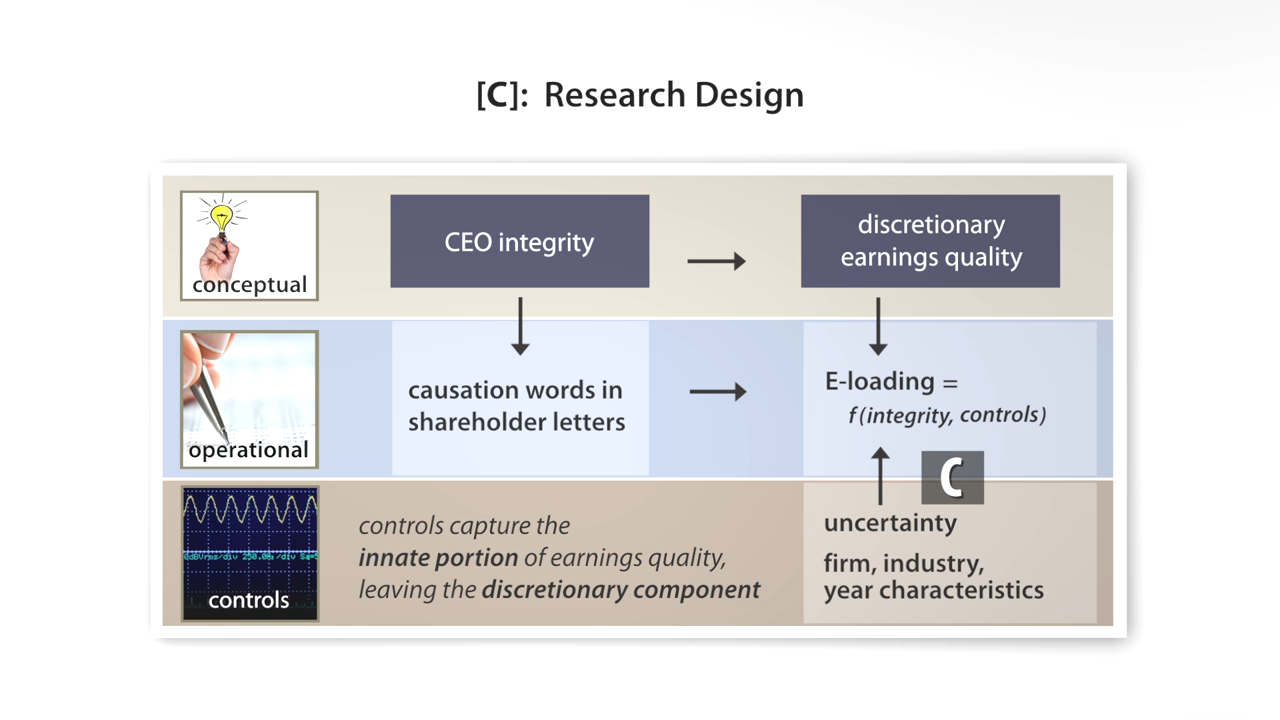 [C]: Research Design
conceptual
CEO integrity
discretionary
earnings quality
operational
causation words in
shareholder letters
E-loading =
f(integrity, controls)
C
controls
controls capture the
innate portion of earnings quality,
leaving the discretionary component
uncertainty
firm, industry,
year characteristics